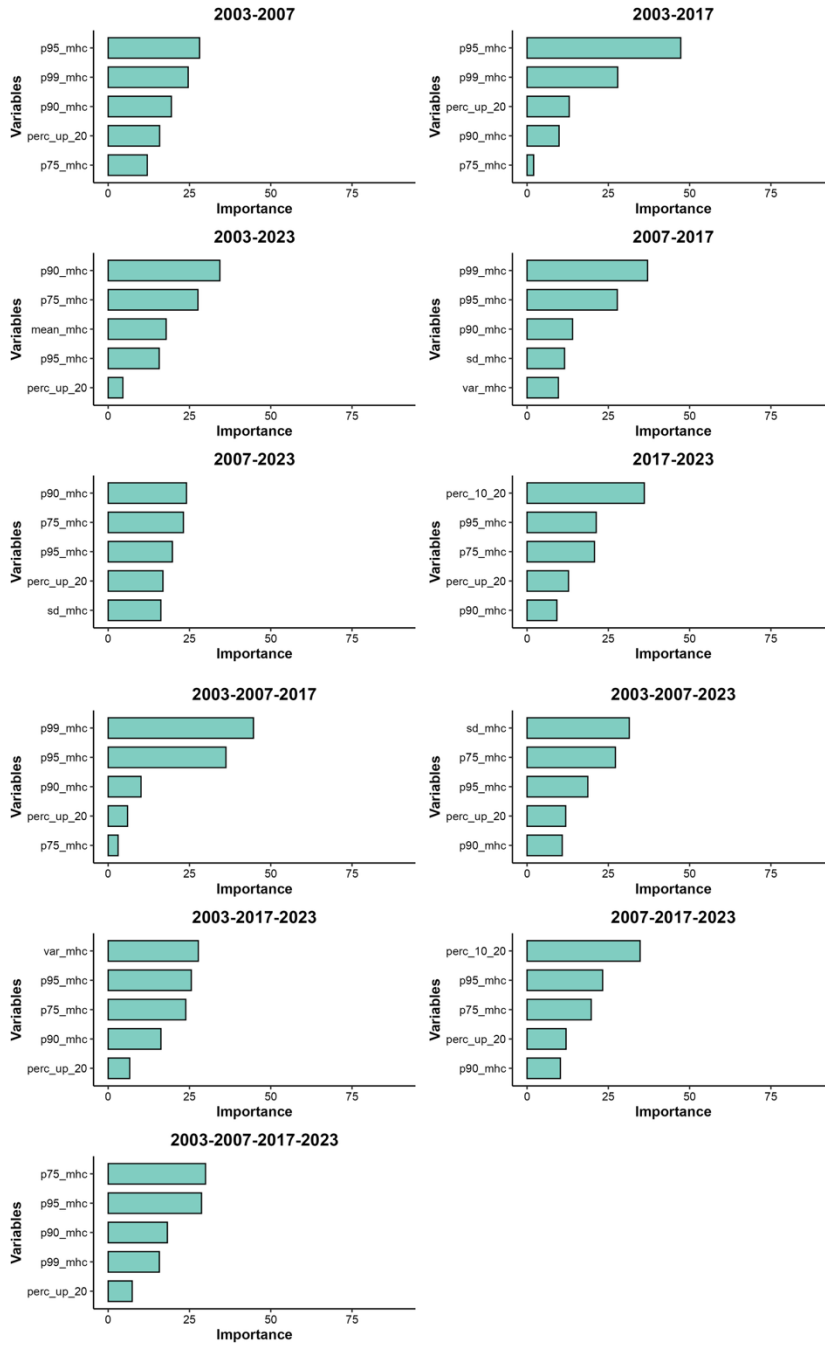 2003-2007
Variables
p95_mhc
p99_mhc
p90_mhc
perc_up_20
p75_mhc
0 25 50 75
Importance
2003-2017
Variables
p95_mhc
p99_mhc
perc_up_20
p90_mhc
p75_mhc
0 25 50 75
Importance
2003-2023
Variables
p90_mhc
p75_mhc
mean_mhc
p95_mhc
perc_up_20
0 25 50 75
Importance
2007-2017
Variables
p99_mhc
p95_mhc
p90_mhc
sd_mhc
var_mhc
0 25 50 75
Importance
2007-2023
Variables
p90_mhc
p75_mhc
p95_mhc
perc_up_20
sd_mhc
0 25 50 75
Importance
2017-2023
Variables
perc_10_20
p95_mhc
p75_mhc
perc_up_20
p90_mhc
0 25 50 75
Importance
2003-2007-2017
Variables
p99_mhc
p95_mhc
p90_mhc
perc_up_20
p75_mhc
0 25 50 75
Importance
2003-2007-2023
Variables
sd_mhc
p75_mhc
p95_mhc
perc_up_20
p90_mhc
0 25 50 75
Importance
2003-2017-2023
Variables
var_mhc
p95_mhc
p75_mhc
p90_mhc
perc_up_20
0 25 50 75
Importance
2007-2017-2023
Variables
perc_10_20
p95_mhc
p75_mhc
perc_up_20
p90_mhc
0 25 50 75
Importance
2003-2007-2017-2023
Variables
p75_mhc
p95_mhc
p90_mhc
p99_mhc
perc_up_20
0 25 50 75
Importance